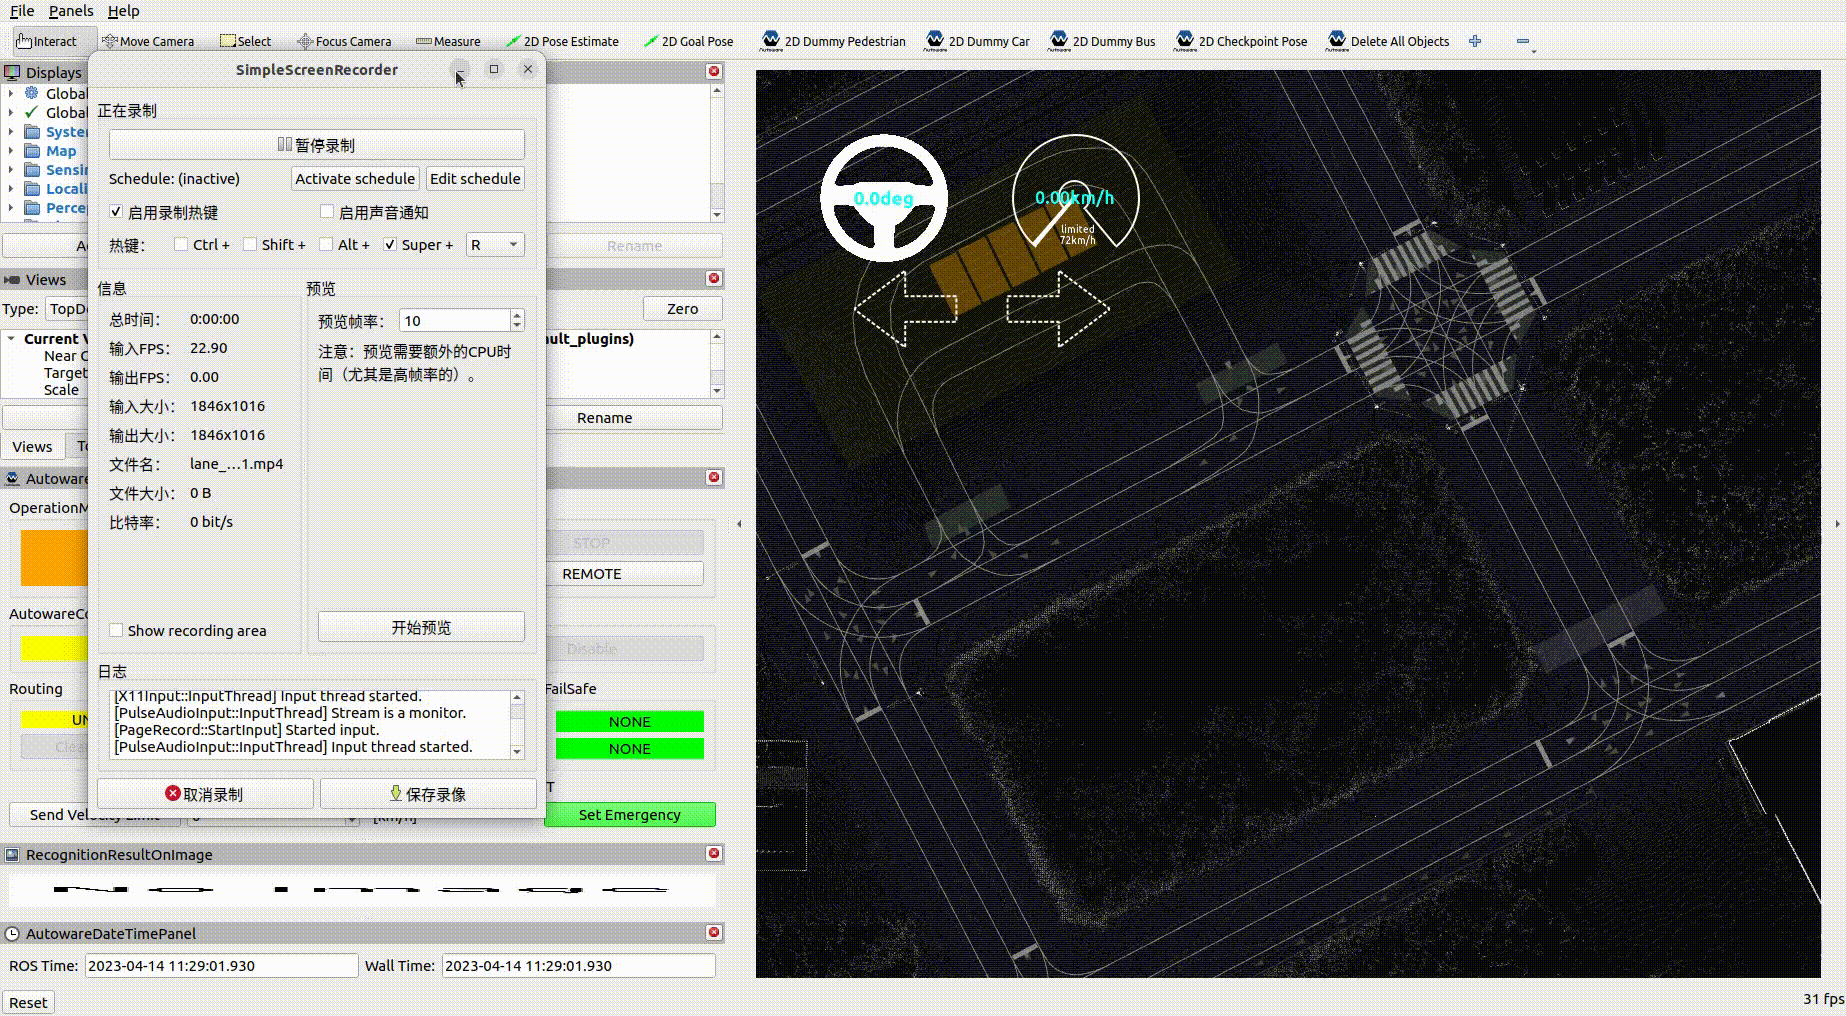 File Panels Help
Interact Move Camera Select Focus Camera Measure 2D Pose Estimate 2D Goal Pose 2D Dummy Pedestrian 2D Dummy Car 2D Dummy Bus 2D Checkpoint Pose Delete All Objects
Displays
Global
Global
Map
SimpleScreenRecorder
正在录制
暂停录制
Schedule: (inactive) Activate schedule Edit schedule
启用录制热键 启用声音通知
热键: Ctrl + Shift + Alt + Super + R
信息
总时间: 0:00:00
输入FPS: 22.90
输出FPS: 0.00
输入大小: 1846x1016
输出大小: 1846x1016
文件名: lane_...1.mp4
文件大小: 0 B
比特率: 0 bit/s
Show recording area
预览
预览帧率: 10
注意：预览需要额外的CPU时
间（尤其是高帧率的）。
开始预览
日志
[X11Input::InputThread] Input thread started.
[PulseAudioInput::InputThread] Stream is a monitor.
[PageRecord::StartInput] Started input.
[PulseAudioInput::InputThread] Input thread started.
取消录制 保存录像
Rename
Views
Type: Zero
Current
Target
Scale
Rename
Views
Autoware
STOP
REMOTE
Disable
Routing FailSafe
NONE
NONE
Send Velocity Limit [km/h] Set Emergency
RecognitionResultOnImage
AutowareDateTimePanel
ROS Time: 2023-04-14 11:29:01.930 Wall Time: 2023-04-14 11:29:01.930
Reset
0.0deg
0.00km/h
limited
72km/h
31 fps